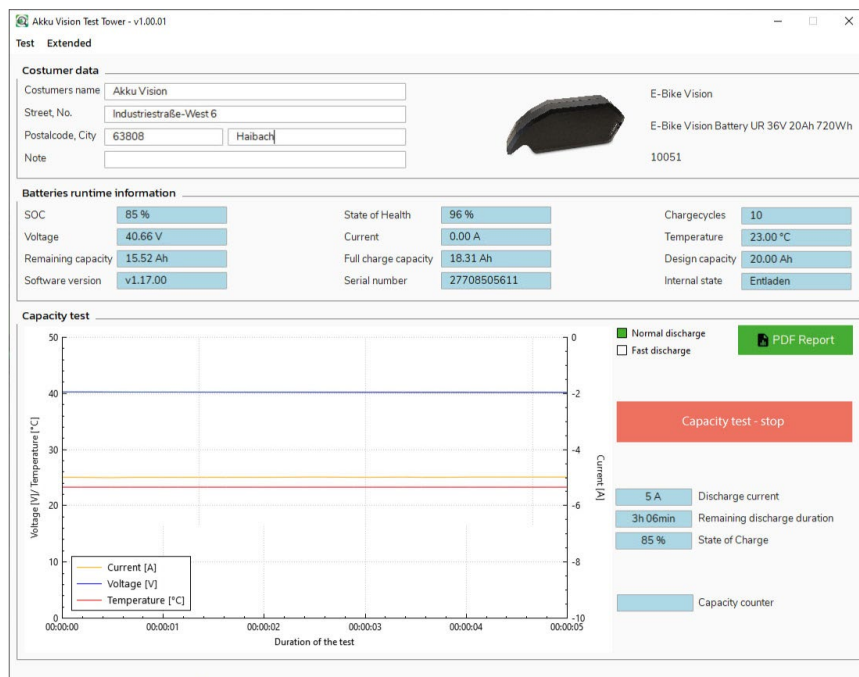 Akku Vision Test Tower - v1.00.01
Test Extended
Costumer data
Costumers name Akku Vision
Street, No. Industriestraße-West 6
Postalcode, City 63808 Haibach
Note
E-Bike Vision
E-Bike Vision Battery UR 36V 20Ah 720Wh
10051
Batteries runtime information
SOC 85 % State of Health 96 % Chargecycles 10
Voltage 40.66 V Current 0.00 A Temperature 23.00 °C
Remaining capacity 15.52 Ah Full charge capacity 18.31 Ah Design capacity 20.00 Ah
Software version v1.17.00 Serial number 27708505611 Internal state Entladen
Capacity test
Normal discharge
Fast discharge
PDF Report
Capacity test - stop
5 A Discharge current
3h 06min Remaining discharge duration
85 % State of Charge
Capacity counter
Voltage [V]/ Temperature [°C]
50
40
30
20
10
0
Current [A]
0
-2
-4
-6
-8
-10
Current [A]
Voltage [V]
Temperature [°C]
00:00:00 00:00:01 00:00:02 00:00:03 00:00:04 00:00:05
Duration of the test